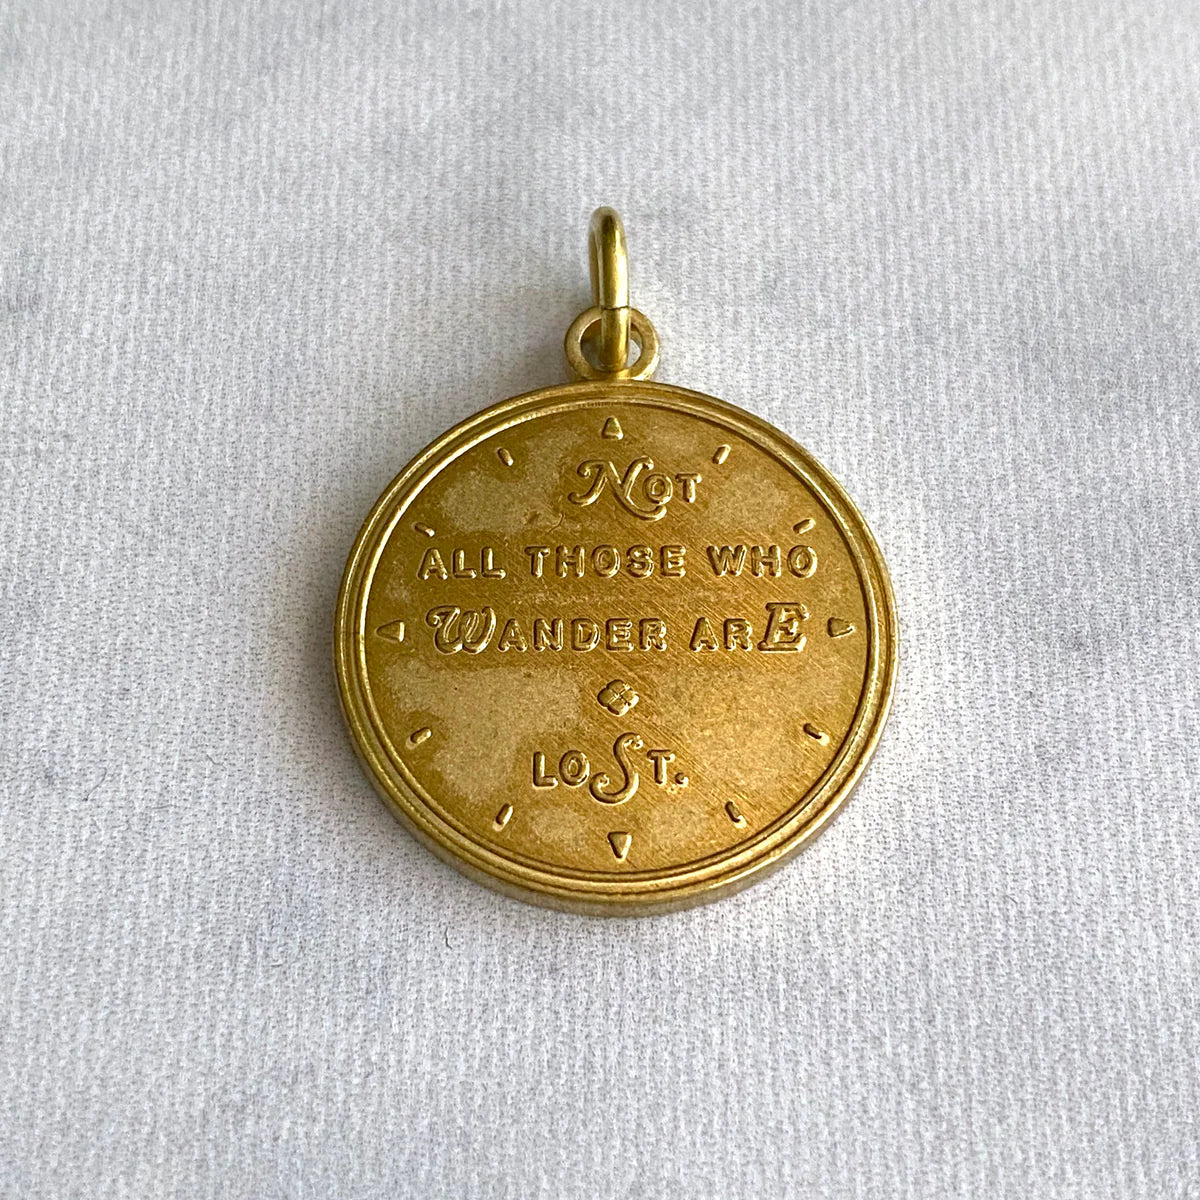 Not
ALL THOSE WHO
WANDER ARE
LOST.